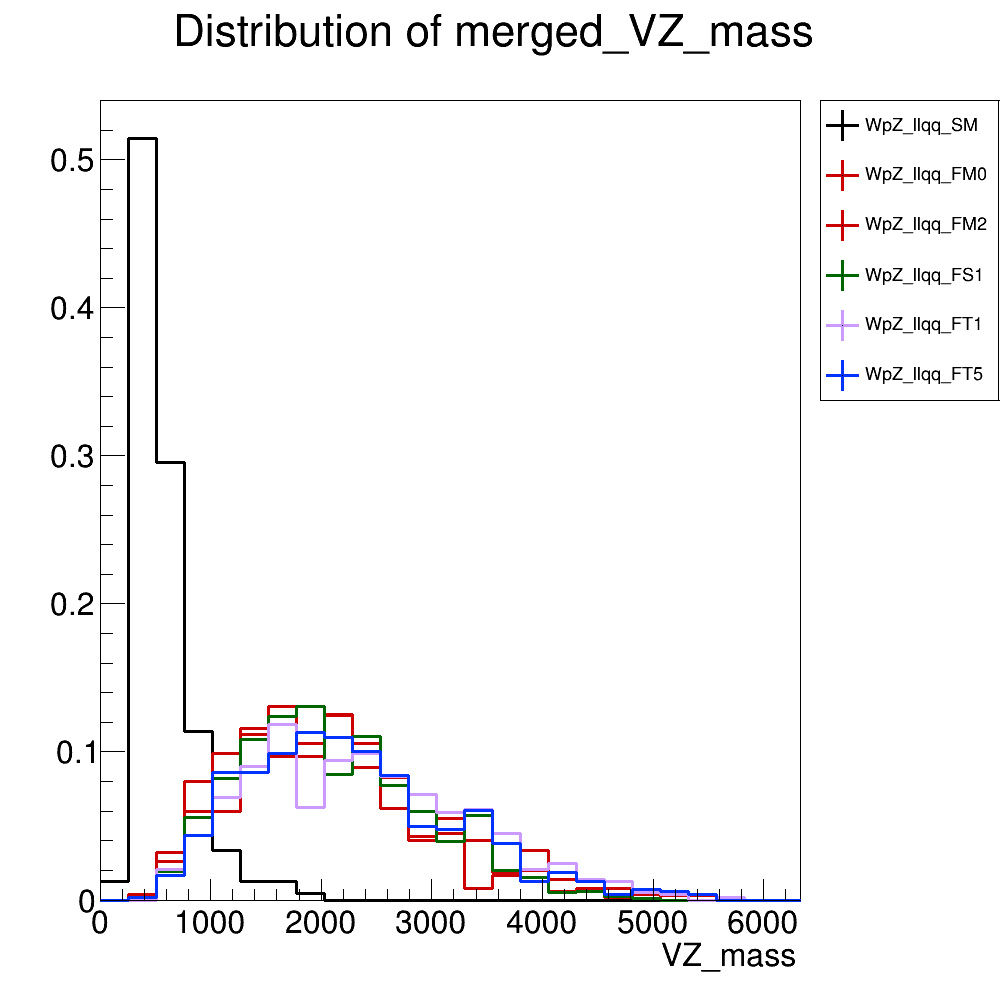 Distribution of merged_VZ_mass
WpZ_llqq_SM
WpZ_llqq_FM0
WpZ_llqq_FM2
WpZ_llqq_FS1
WpZ_llqq_FT1
WpZ_llqq_FT5
0.5
0.4
0.3
0.2
0.1
0
0 1000 2000 3000 4000 5000 6000
VZ_mass